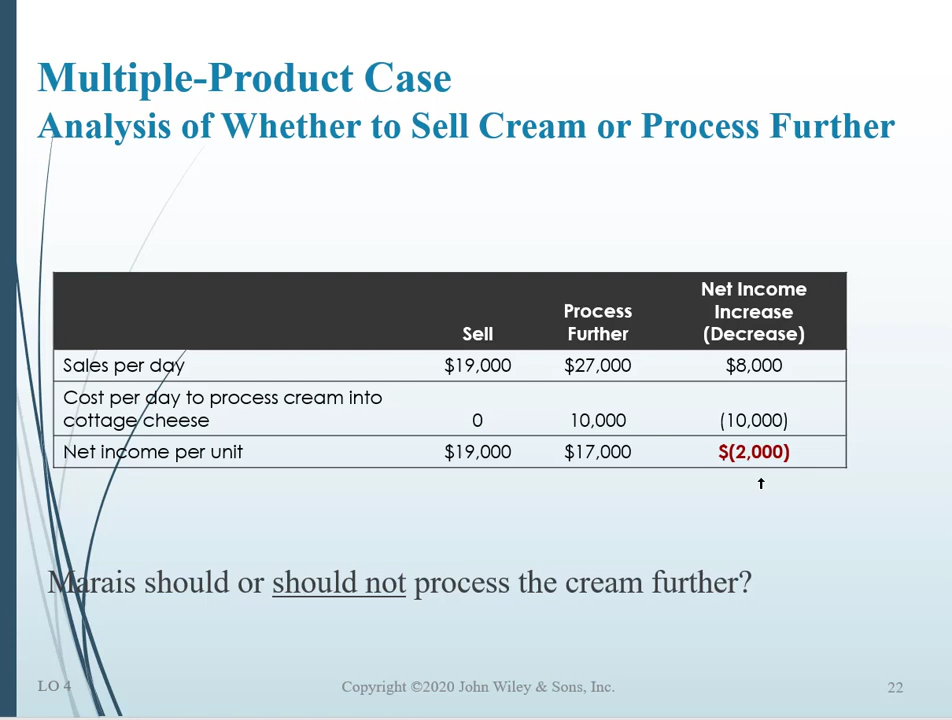 Multiple-Product Case
Analysis of Whether to Sell Cream or Process Further
Sell Process Further Net Income Increase (Decrease)
Sales per day $19,000 $27,000 $8,000
Cost per day to process cream into cottage cheese 0 10,000 (10,000)
Net income per unit $19,000 $17,000 $(2,000)
Marais should or should not process the cream further?
LO 4 Copyright ©2020 John Wiley & Sons, Inc. 22